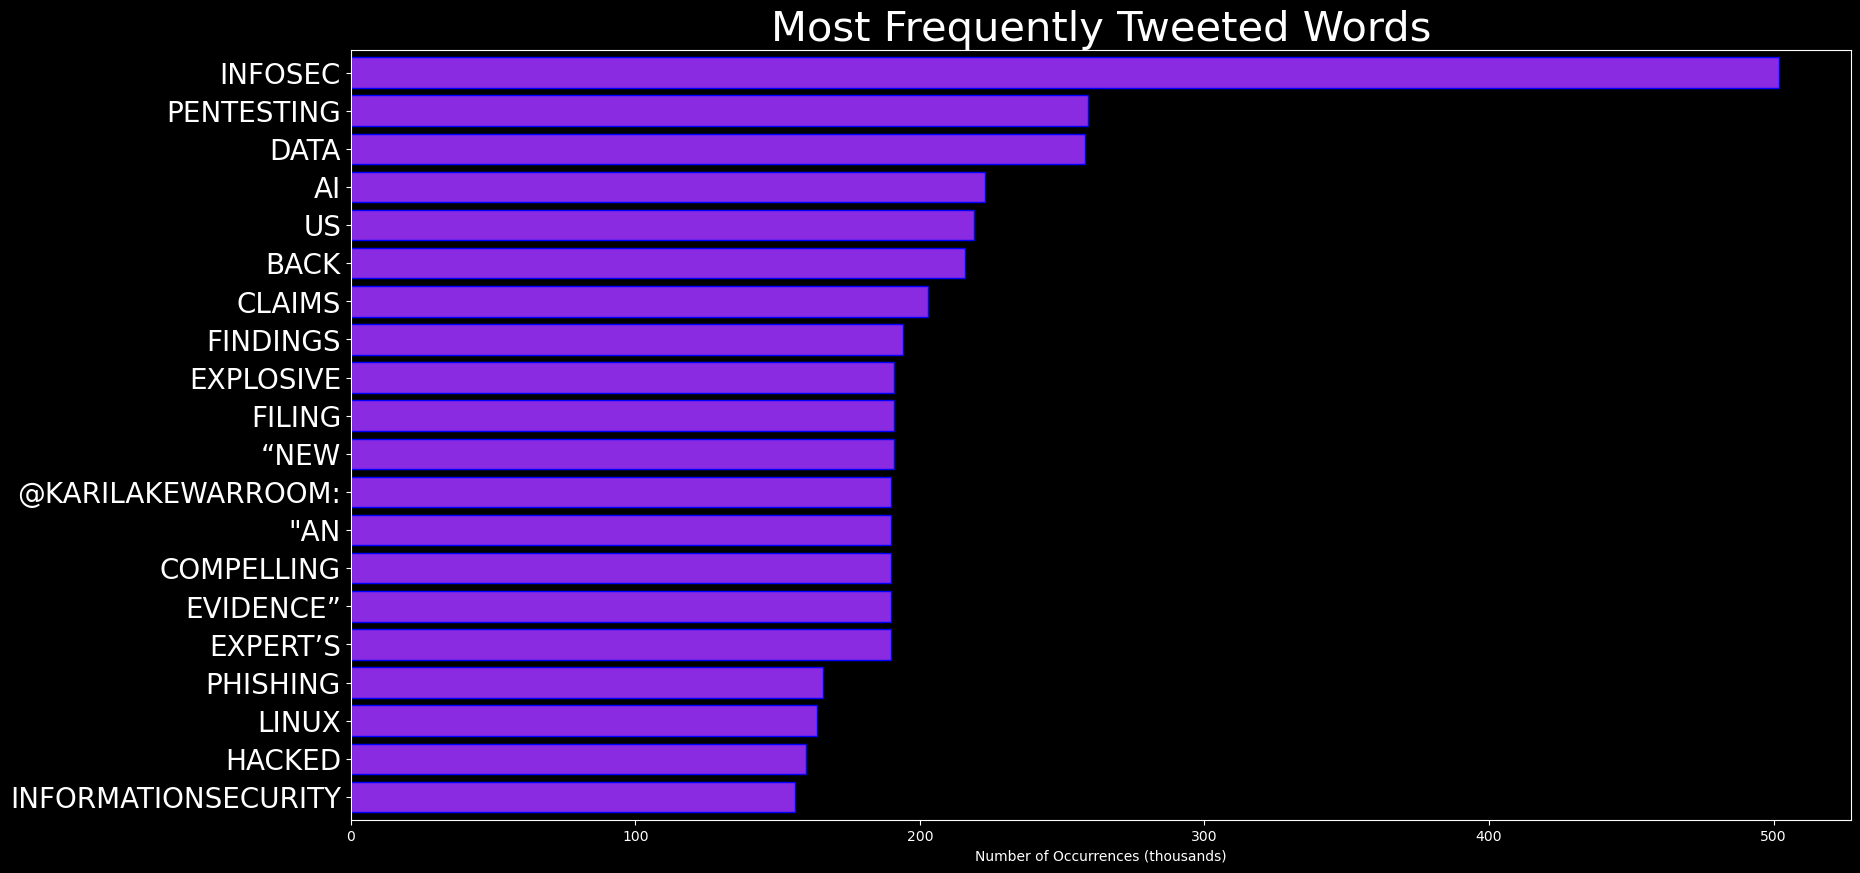 Most Frequently Tweeted Words
INFOSEC
PENTESTING
DATA
AI
US
BACK
CLAIMS
FINDINGS
EXPLOSIVE
FILING
“NEW
@KARILAKEWARROOM:
"AN
COMPELLING
EVIDENCE”
EXPERT’S
PHISHING
LINUX
HACKED
INFORMATIONSECURITY
0 100 200 300 400 500
Number of Occurrences (thousands)